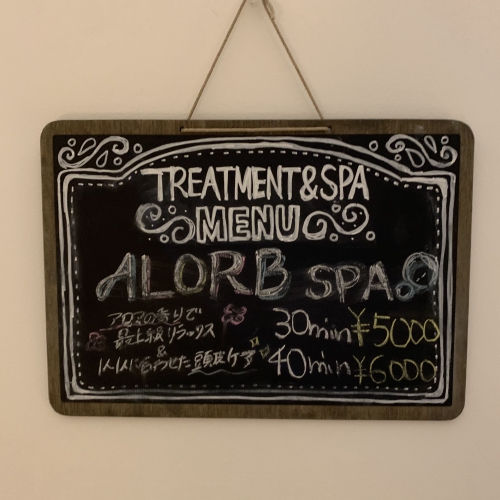 TREATMENT&SPA
MENU
ALORB SPA
アロマの香りで
最上級リラックス
&
1人1人に合わせた頭皮ケア
30min ¥5000
40min ¥6000